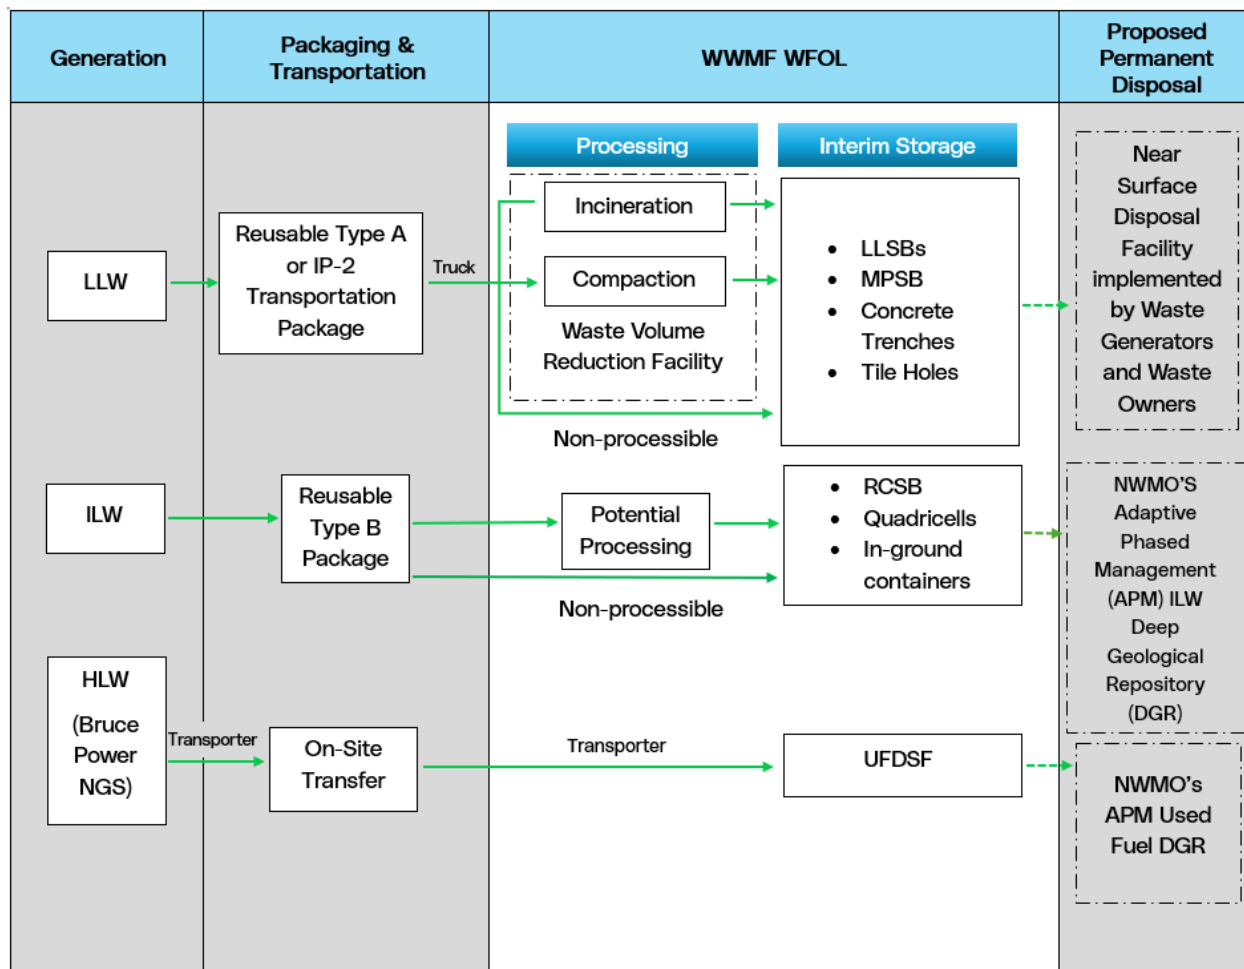 Generation
Packaging &
Transportation
WWMF WFOL
Proposed
Permanent
Disposal
Processing
Interim Storage
LLW
Reusable Type A
or IP-2
Transportation
Package
Truck
Incineration
Compaction
Waste Volume
Reduction Facility
Non-processible
• LLSBs
• MPSB
• Concrete
Trenches
• Tile Holes
Near
Surface
Disposal
Facility
implemented
by Waste
Generators
and Waste
Owners
ILW
Reusable
Type B
Package
Potential
Processing
Non-processible
• RCSB
• Quadricells
• In-ground
containers
NWMO'S
Adaptive
Phased
Management
(APM) ILW
Deep
Geological
Repository
(DGR)
HLW
(Bruce
Power
NGS)
Transporter
On-Site
Transfer
Transporter
UFDSF
NWMO's
APM Used
Fuel DGR